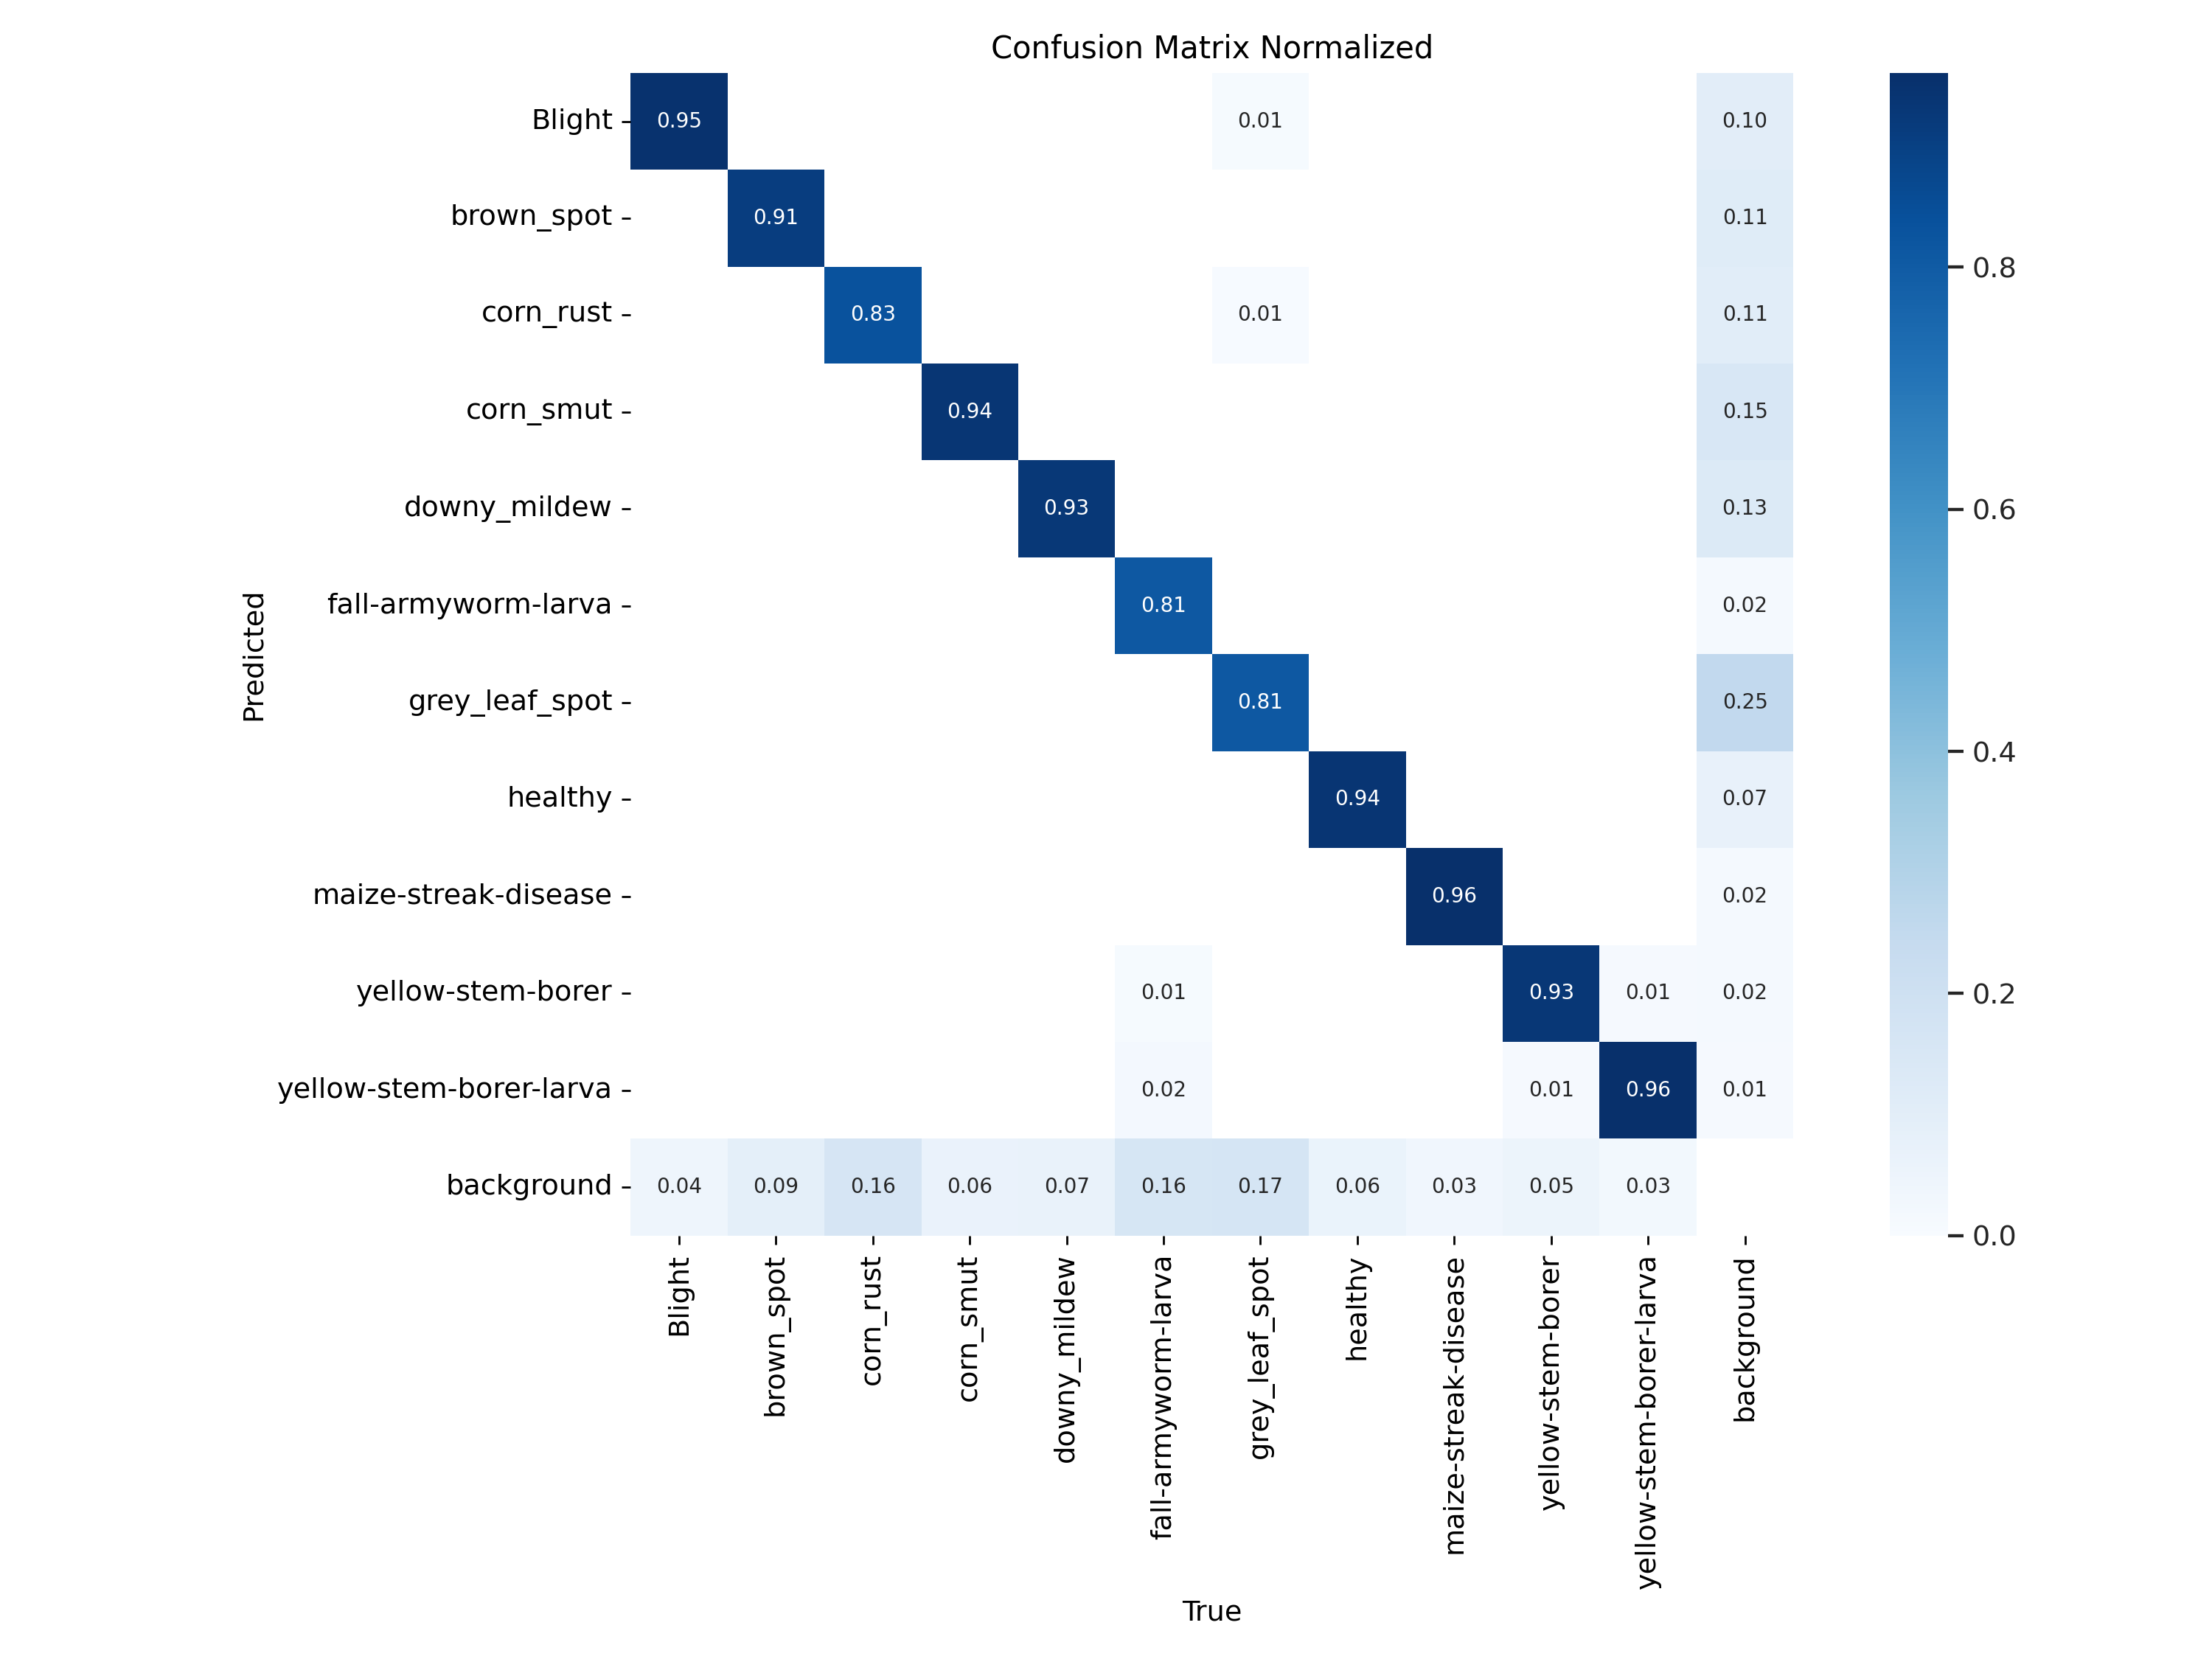 Confusion Matrix Normalized
Blight 0.95 0.01 0.10
brown_spot 0.91 0.11
0.8
corn_rust 0.83 0.01 0.11
corn_smut 0.94 0.15
0.6
downy_mildew 0.93 0.13
Predicted
fall-armyworm-larva 0.81 0.02
grey_leaf_spot 0.81 0.25
0.4
healthy 0.94 0.07
maize-streak-disease 0.96 0.02
yellow-stem-borer 0.01 0.93 0.01 0.02
0.2
yellow-stem-borer-larva 0.02 0.01 0.96 0.01
background 0.04 0.09 0.16 0.06 0.07 0.16 0.17 0.06 0.03 0.05 0.03
0.0
Blight
brown_spot
corn_rust
corn_smut
downy_mildew
fall-armyworm-larva
grey_leaf_spot
healthy
maize-streak-disease
yellow-stem-borer
yellow-stem-borer-larva
background
True